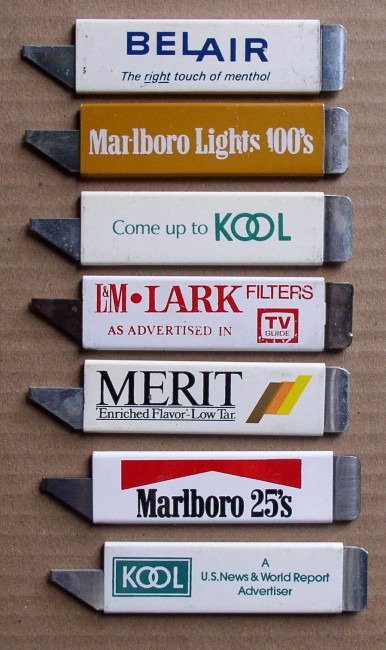 BELAIR
The right touch of menthol
Marlboro Lights 100's
Come up to KOOL
L&M • LARK FILTERS
AS ADVERTISED IN TV GUIDE
MERIT
Enriched Flavor - Low Tar.
Marlboro 25's
KOOL
A
U.S. News & World Report
Advertiser